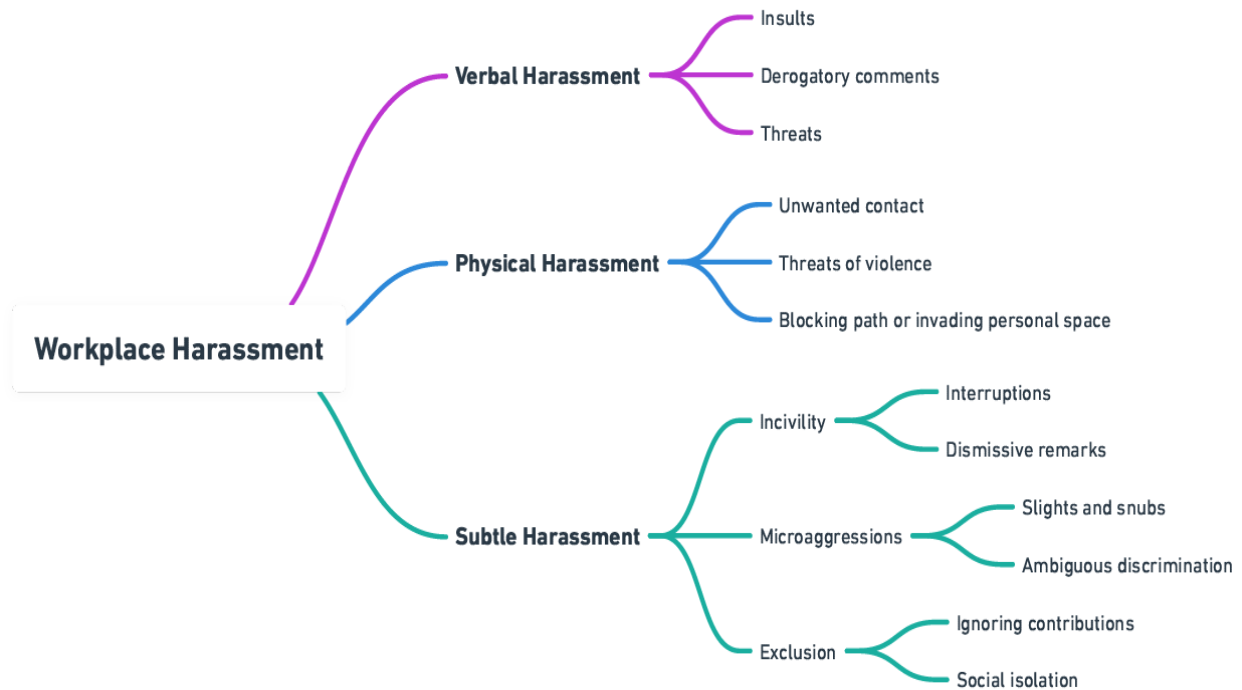 Workplace Harassment
Verbal Harassment
Insults
Derogatory comments
Threats
Physical Harassment
Unwanted contact
Threats of violence
Blocking path or invading personal space
Subtle Harassment
Incivility
Interruptions
Dismissive remarks
Microaggressions
Slights and snubs
Ambiguous discrimination
Exclusion
Ignoring contributions
Social isolation